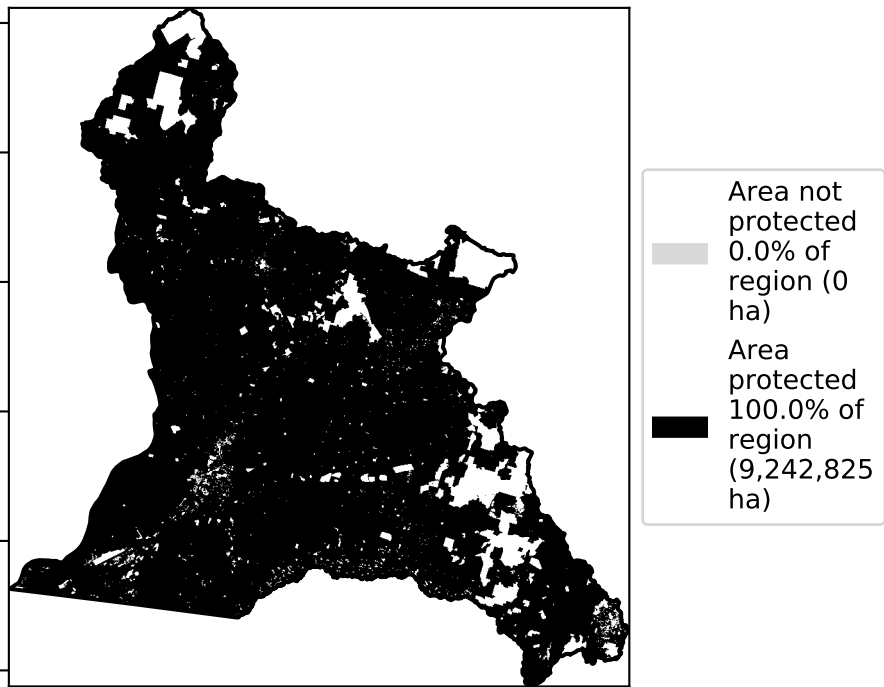 Area not
protected
0.0% of
region (0
ha)
Area
protected
100.0% of
region
(9,242,825
ha)